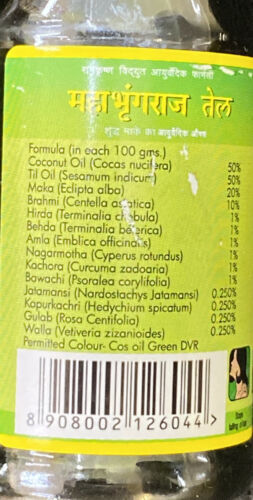 रामकृष्ण विद्युत आयुर्वेदिक फार्मसी
महाभृंगराज तेल
शुद्ध मार्क का आयुर्वेदिक औषध
Formula (in each 100 gms.)
Coconut Oil (Cocas nucifera) 50%
Til Oil (Sesamum indicum) 50%
Maka (Eclipta alba) 20%
Brahmi (Centella asiatica) 10%
Hirda (Terminalia chebula) 1%
Behda (Terminalia belerica) 1%
Amla (Emblica officinalis) 1%
Nagarmotha (Cyperus rotundus) 1%
Kachora (Curcuma zadoaria) 1%
Bawachi (Psoralea corylifolia) 1%
Jatamansi (Nardostachys Jatamansi) 0.250%
Kapurkachri (Hedychium spicatum) 0.250%
Gulab (Rosa Centifolia) 0.250%
Walla (Vetiveria zizanioides) 0.250%
Permitted Colour- Cos oil Green DVR
8 908002 126044 >